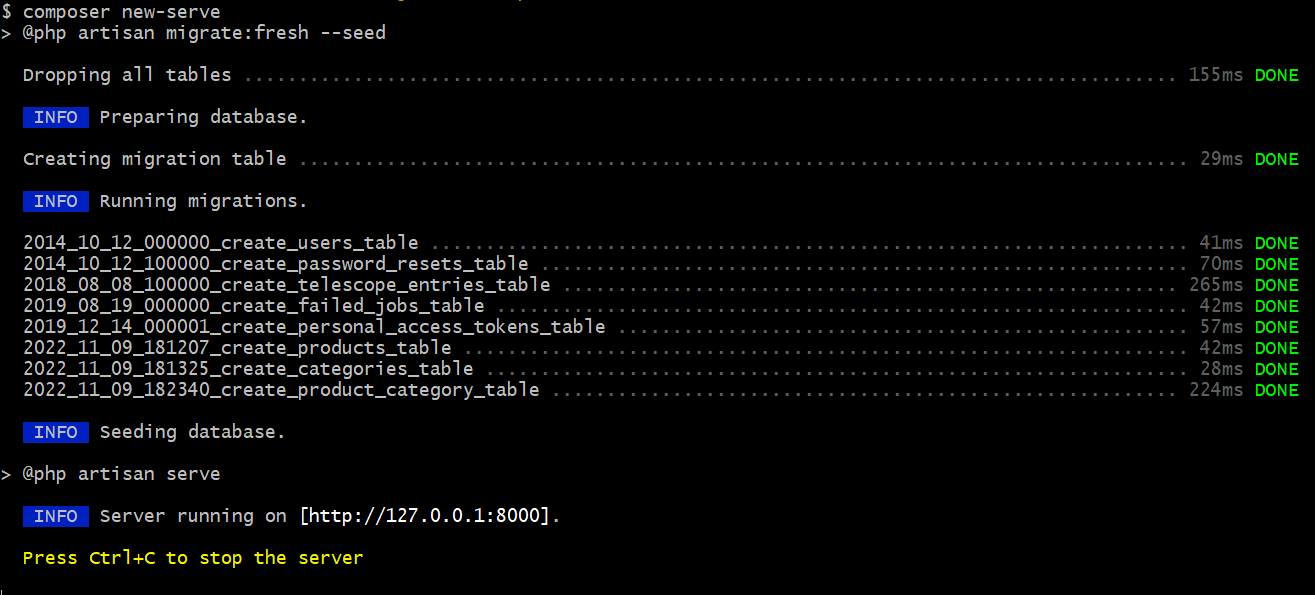 $ composer new-serve
> @php artisan migrate:fresh --seed
Dropping all tables ..................................................................................... 155ms DONE
INFO Preparing database.
Creating migration table ................................................................................. 29ms DONE
INFO Running migrations.
2014_10_12_000000_create_users_table ..................................................................... 41ms DONE
2014_10_12_100000_create_password_resets_table ........................................................... 70ms DONE
2018_08_08_100000_create_telescope_entries_table ........................................................ 265ms DONE
2019_08_19_000000_create_failed_jobs_table ............................................................... 42ms DONE
2019_12_14_000001_create_personal_access_tokens_table .................................................... 57ms DONE
2022_11_09_181207_create_products_table .................................................................. 42ms DONE
2022_11_09_181325_create_categories_table ................................................................ 28ms DONE
2022_11_09_182340_create_product_category_table ......................................................... 224ms DONE
INFO Seeding database.
> @php artisan serve
INFO Server running on [http://127.0.0.1:8000].
Press Ctrl+C to stop the server